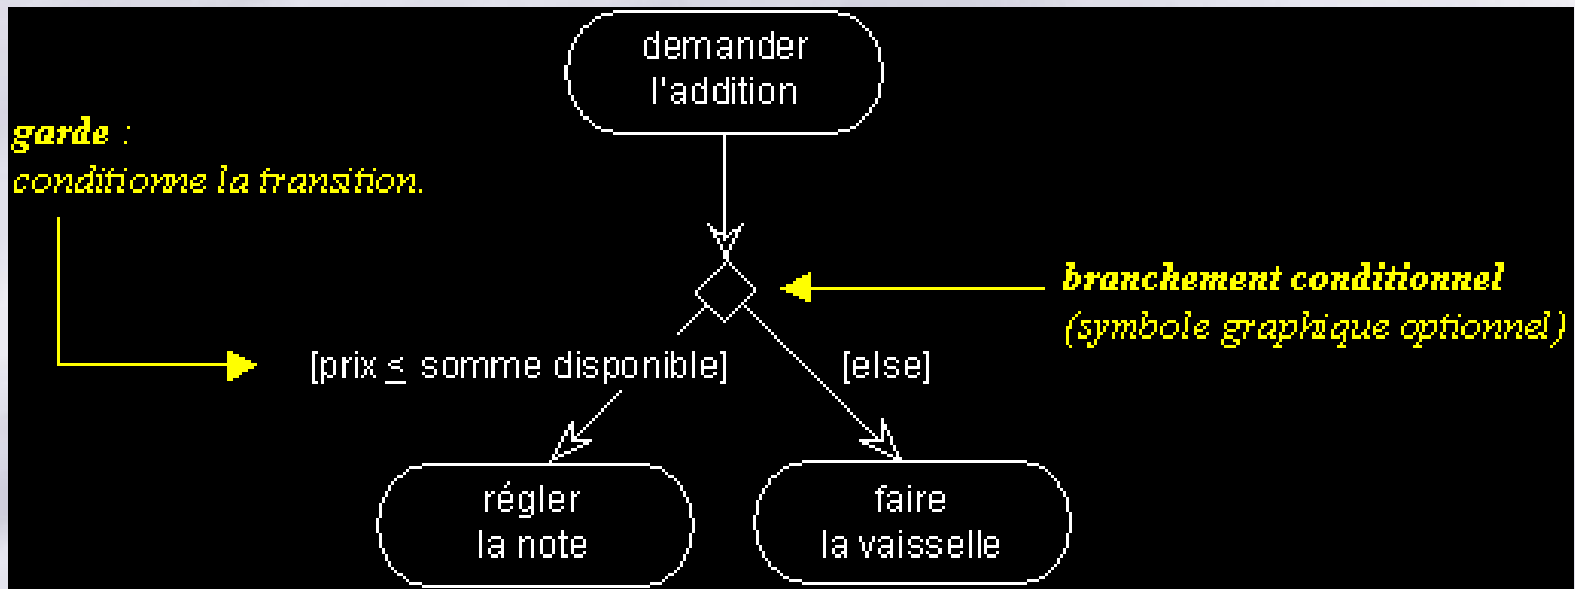 demander
l'addition
garde :
conditionne la transition.
branchement conditionnel
(symbole graphique optionnel)
[prix ≤ somme disponible]
[else]
régler
la note
faire
la vaisselle